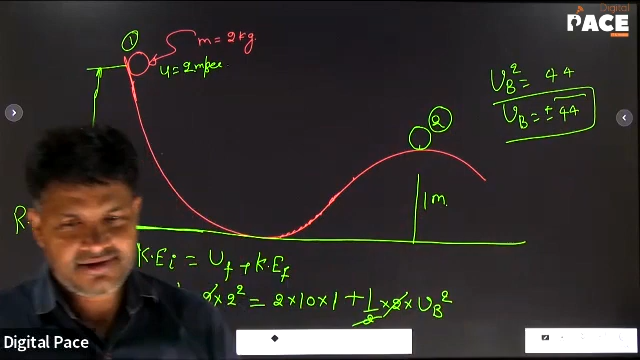 Digital
PACE
①
m = 2kg.
u = 2m/sec
②
V_B² = 44
V_B = ± √44
1m.
R.
K.Ei = U_f + K.E_f
2×2² = 2×10×1 + 1/2 ×2× V_B²
Digital Pace